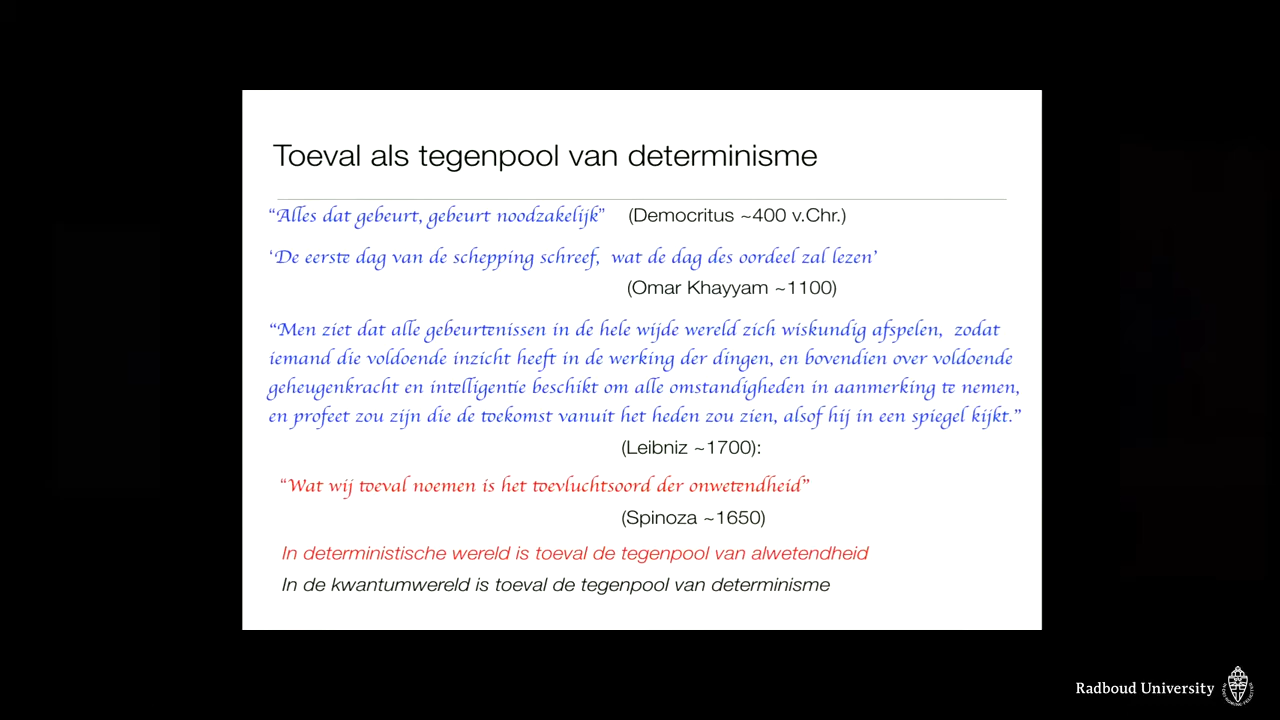 Toeval als tegenpool van determinisme
“Alles dat gebeurt, gebeurt noodzakelijk” (Democritus ~400 v.Chr.)
‘De eerste dag van de schepping schreef, wat de dag des oordeel zal lezen’
(Omar Khayyam ~1100)
“Men ziet dat alle gebeurtenissen in de hele wijde wereld zich wiskundig afspelen, zodat
iemand die voldoende inzicht heeft in de werking der dingen, en bovendien over voldoende
geheugenkracht en intelligentie beschikt om alle omstandigheden in aanmerking te nemen,
en profeet zou zijn die de toekomst vanuit het heden zou zien, alsof hij in een spiegel kijkt.”
(Leibniz ~1700):
“Wat wij toeval noemen is het toevluchtsoord der onwetendheid”
(Spinoza ~1650)
In deterministische wereld is toeval de tegenpool van alwetendheid
In de kwantumwereld is toeval de tegenpool van determinisme
Radboud University